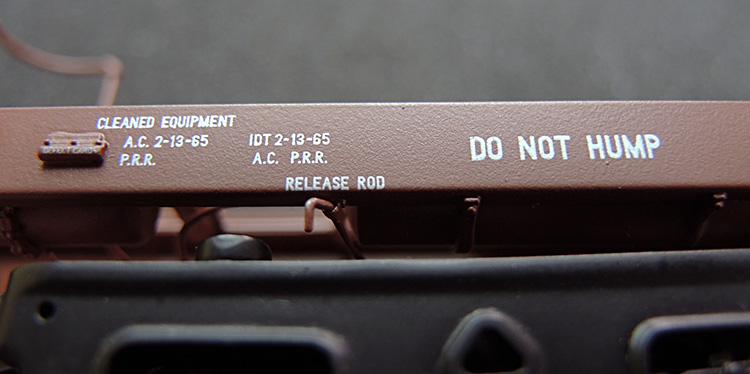 CLEANED EQUIPMENT
A.C. 2-13-65
P.R.R.
IDT 2-13-65
A.C. P.R.R.
RELEASE ROD
DO NOT HUMP